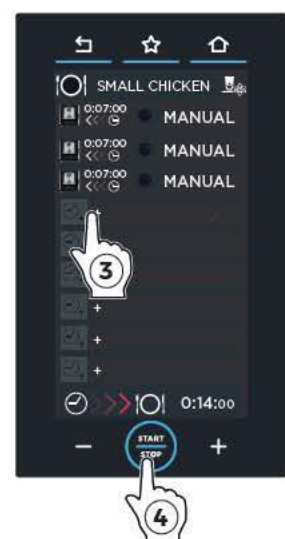 SMALL CHICKEN
0:07:00 MANUAL
0:07:00 MANUAL
0:07:00 MANUAL
+
3
+
+
+
0:14:00
− START STOP +
4